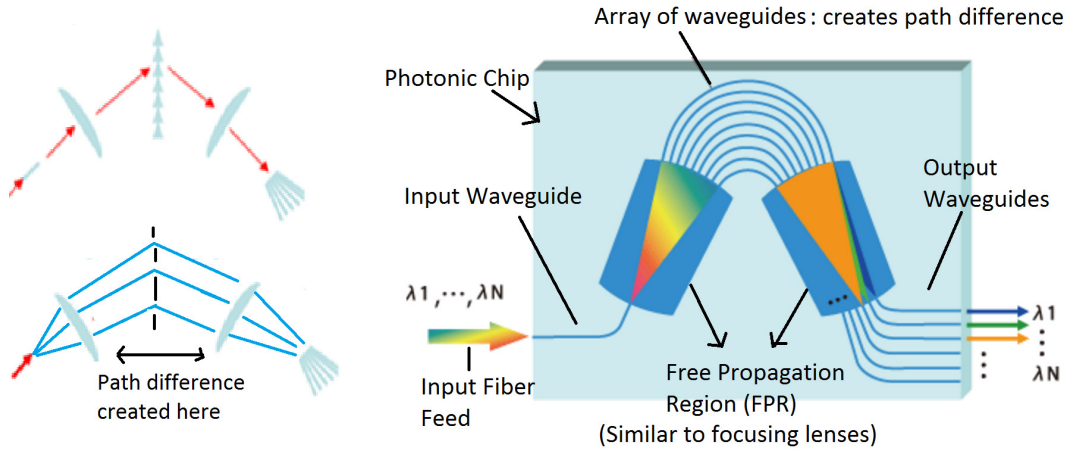 Array of waveguides : creates path difference
Photonic Chip
Input Waveguide
Output
Waveguides
λ1 ,···, λN
Input Fiber
Feed
Free Propagation
Region (FPR)
(Similar to focusing lenses)
λ1
λN
Path difference
created here